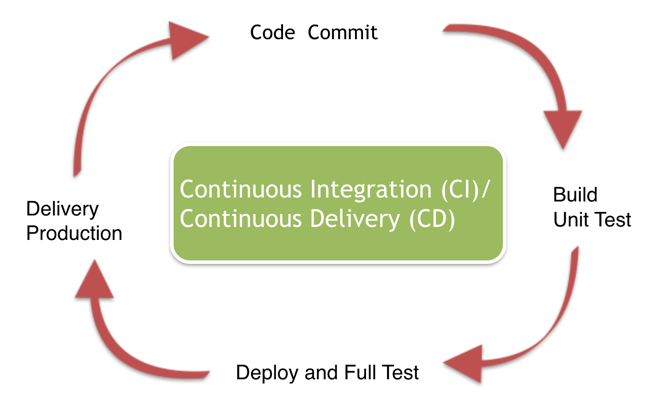 Code Commit
Continuous Integration (CI)/
Continuous Delivery (CD)
Build
Unit Test
Delivery
Production
Deploy and Full Test